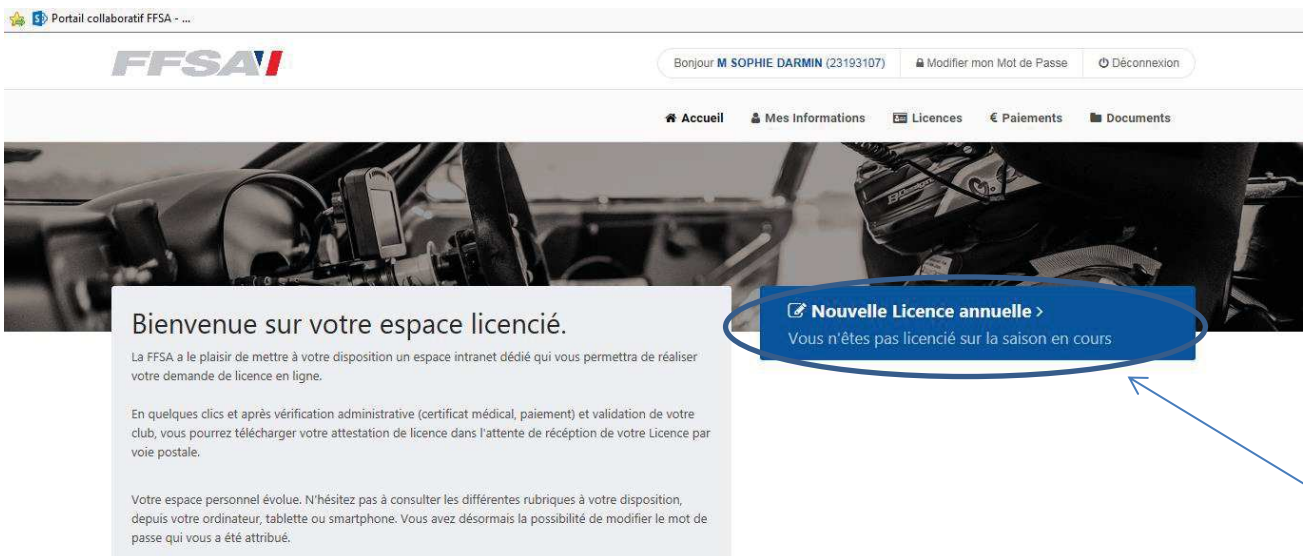 Portail collaboratif FFSA - ...
FFSA
Bonjour M SOPHIE DARMIN (23193107)
Modifier mon Mot de Passe
Déconnexion
Accueil
Mes Informations
Licences
€ Paiements
Documents
Bienvenue sur votre espace licencié.
La FFSA a le plaisir de mettre à votre disposition un espace intranet dédié qui vous permettra de réaliser
votre demande de licence en ligne.
En quelques clics et après vérification administrative (certificat médical, paiement) et validation de votre
club, vous pourrez télécharger votre attestation de licence dans l'attente de récéption de votre Licence par
voie postale.
Votre espace personnel évolue. N'hésitez pas à consulter les différentes rubriques à votre disposition,
depuis votre ordinateur, tablette ou smartphone. Vous avez désormais la possibilité de modifier le mot de
passe qui vous a été attribué.
Nouvelle Licence annuelle >
Vous n'êtes pas licencié sur la saison en cours